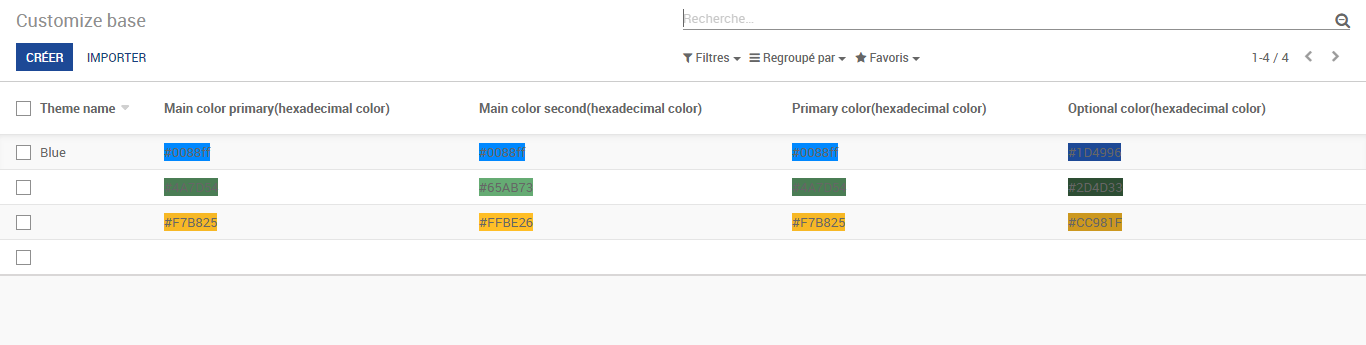 Customize base
Recherche...
CRÉER IMPORTER
Filtres Regroupé par Favoris 1-4 / 4
Theme name Main color primary(hexadecimal color) Main color second(hexadecimal color) Primary color(hexadecimal color) Optional color(hexadecimal color)
Blue #0088ff #0088ff #0088ff #1D4996
#65AB73 #2D4D33
#F7B825 #FFBE26 #F7B825 #CC981F